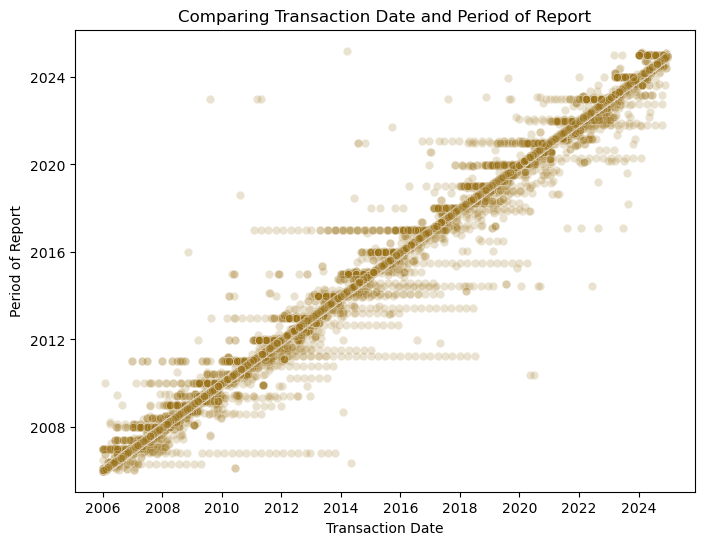 Comparing Transaction Date and Period of Report
2024
2020
2016
2012
2008
Period of Report
2006 2008 2010 2012 2014 2016 2018 2020 2022 2024
Transaction Date